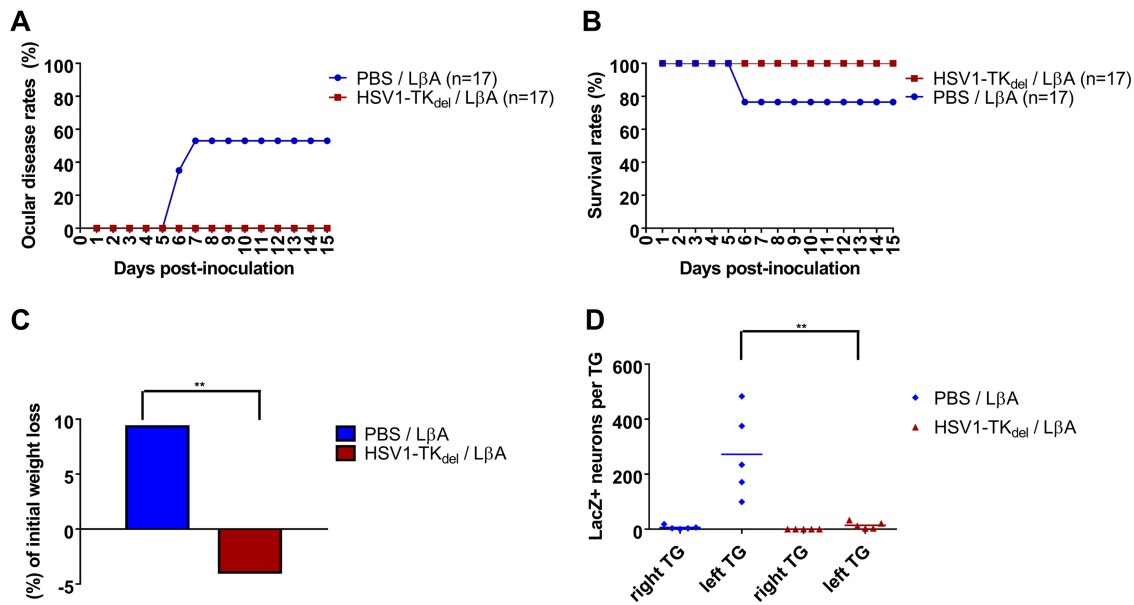 A
Ocular disease rates (%)
100
80
60
40
20
0
0 1 2 3 4 5 6 7 8 9 10 11 12 13 14 15
Days post-inoculation
PBS / LβA (n=17)
HSV1-TKdel / LβA (n=17)
B
Survival rates (%)
100
80
60
40
20
0
0 1 2 3 4 5 6 7 8 9 10 11 12 13 14 15
Days post-inoculation
HSV1-TKdel / LβA (n=17)
PBS / LβA (n=17)
C
(%) of initial weight loss
10
5
0
-5
**
PBS / LβA
HSV1-TKdel / LβA
D
LacZ+ neurons per TG
600
400
200
0
**
right TG
left TG
right TG
left TG
PBS / LβA
HSV1-TKdel / LβA